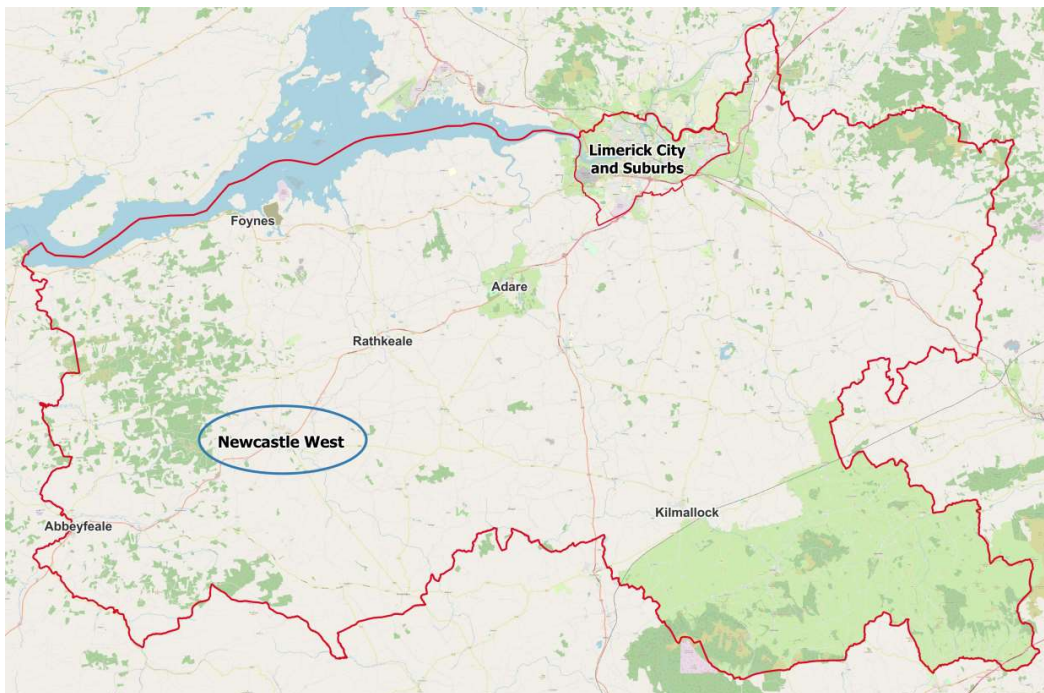 Limerick City
and Suburbs
Foynes
Adare
Rathkeale
Newcastle West
Kilmallock
Abbeyfeale